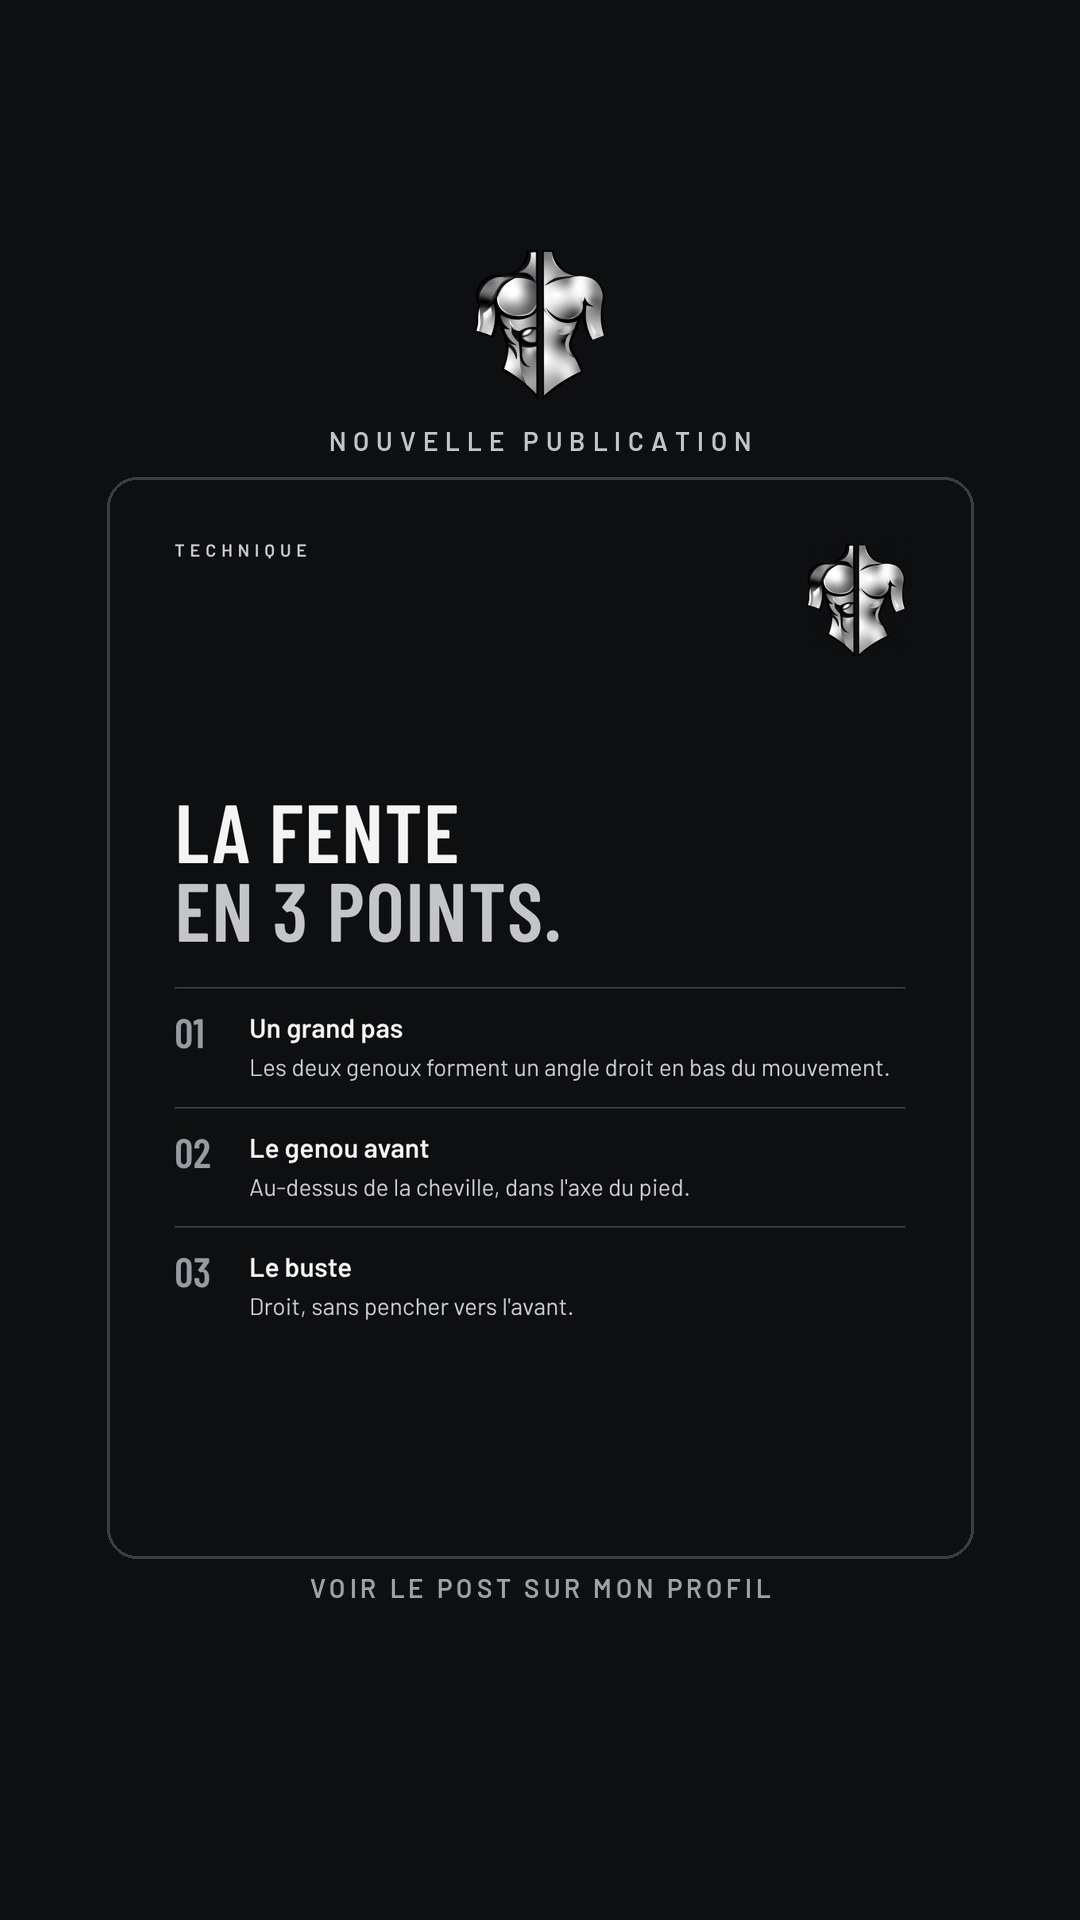 NOUVELLE PUBLICATION
TECHNIQUE
LA FENTE
EN 3 POINTS.
01
Un grand pas
Les deux genoux forment un angle droit en bas du mouvement.
02
Le genou avant
Au-dessus de la cheville, dans l'axe du pied.
03
Le buste
Droit, sans pencher vers l'avant.
VOIR LE POST SUR MON PROFIL